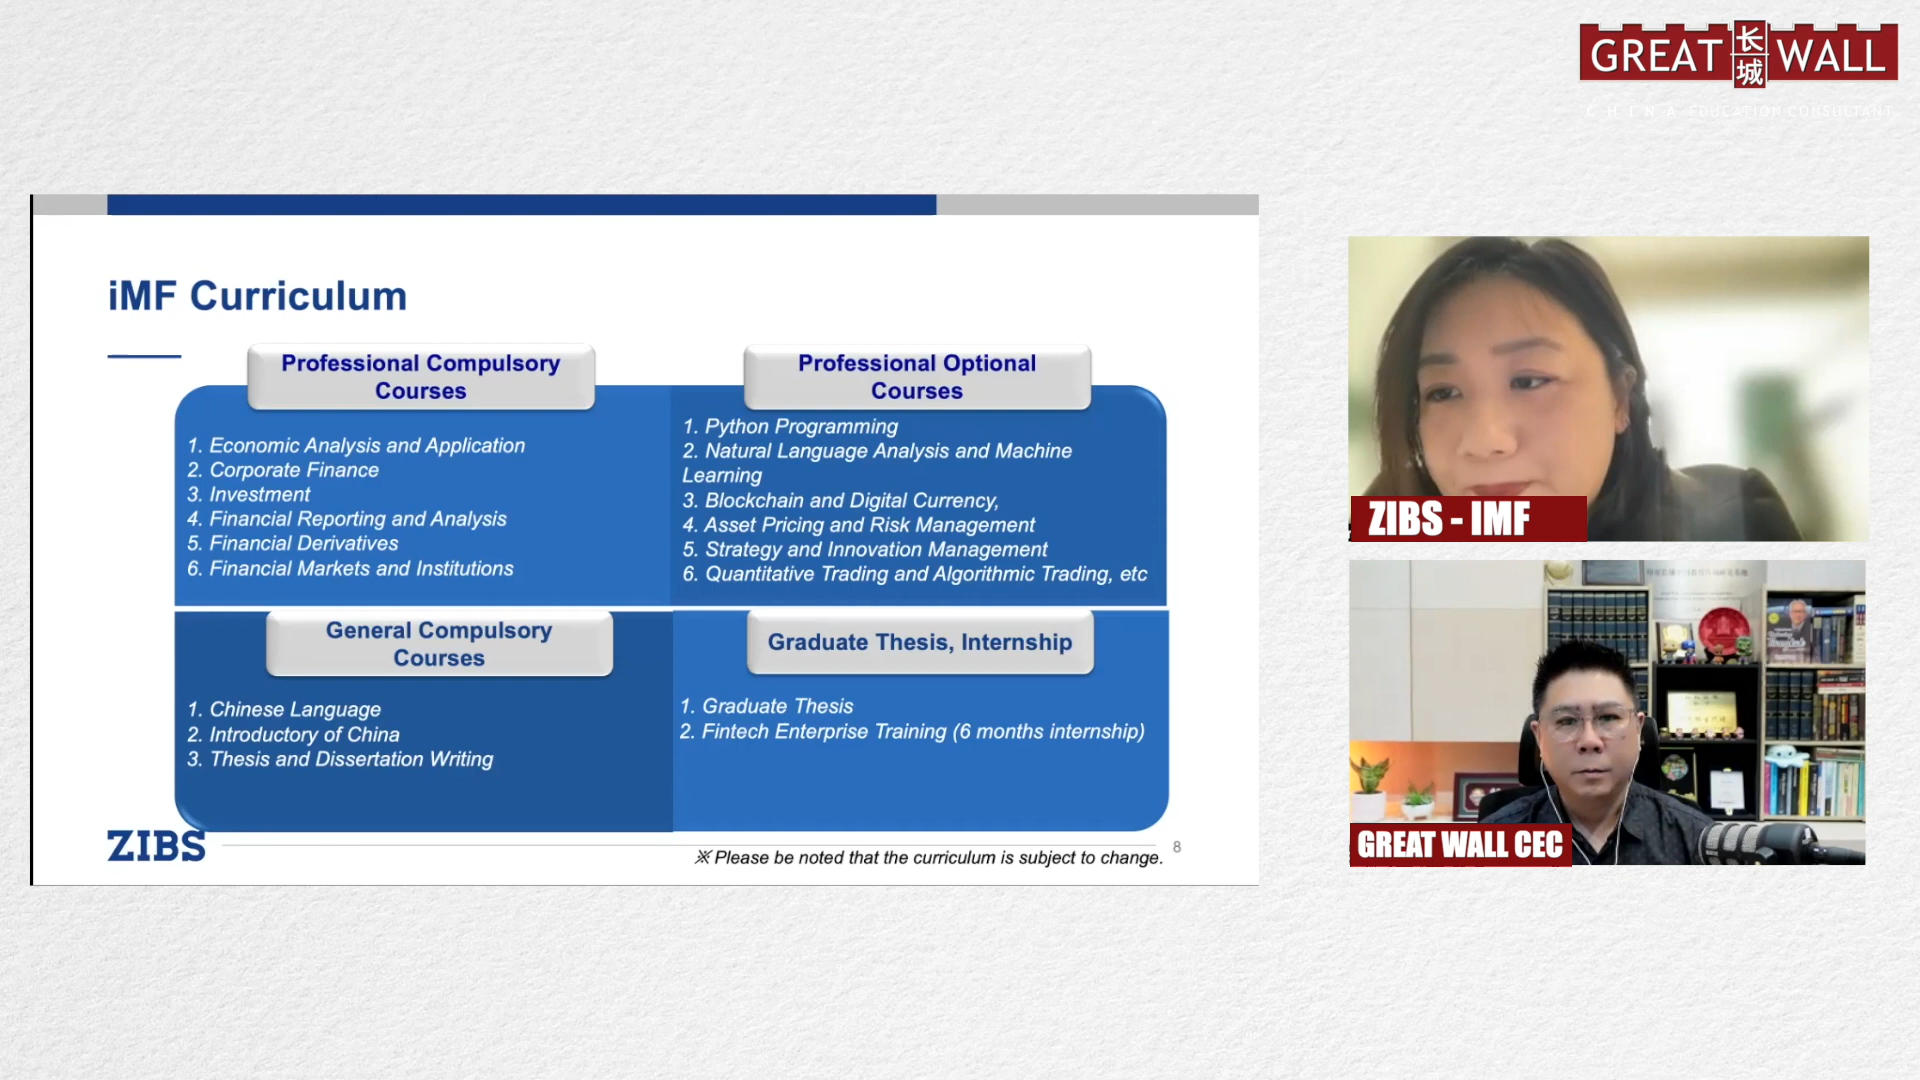 GREAT 长城 WALL
CHINA EDUCATION CONSULTANT
iMF Curriculum
Professional Compulsory
Courses
1. Economic Analysis and Application
2. Corporate Finance
3. Investment
4. Financial Reporting and Analysis
5. Financial Derivatives
6. Financial Markets and Institutions
Professional Optional
Courses
1. Python Programming
2. Natural Language Analysis and Machine
Learning
3. Blockchain and Digital Currency,
4. Asset Pricing and Risk Management
5. Strategy and Innovation Management
6. Quantitative Trading and Algorithmic Trading, etc
General Compulsory
Courses
1. Chinese Language
2. Introductory of China
3. Thesis and Dissertation Writing
Graduate Thesis, Internship
1. Graduate Thesis
2. Fintech Enterprise Training (6 months internship)
ZIBS
※ Please be noted that the curriculum is subject to change.
8
ZIBS - IMF
GREAT WALL CEC